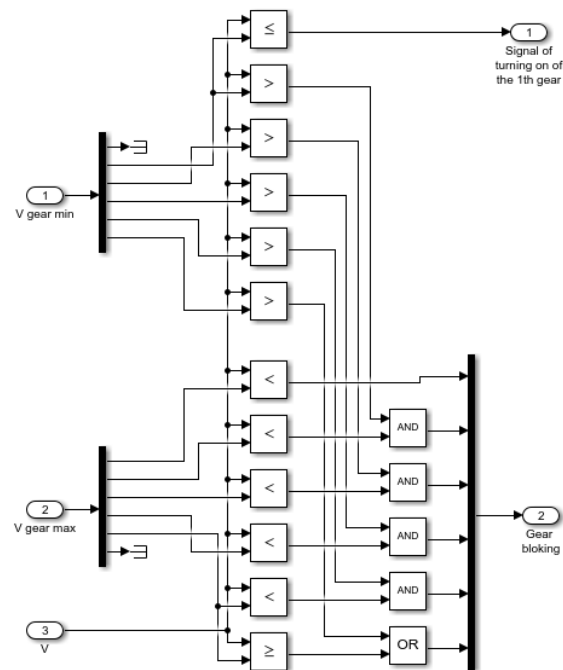 ≤
1
Signal of
turning on of
the 1th gear
>
>
>
1
V gear min
>
>
<
<
AND
<
AND
2
V gear max
2
Gear
bloking
<
AND
<
AND
3
V
≥
OR